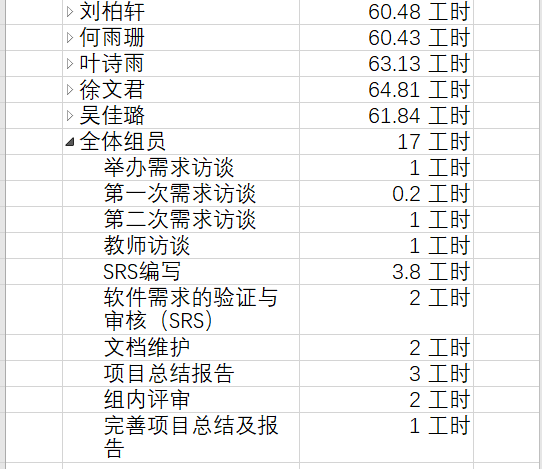 刘柏轩 60.48 工时
何雨珊 60.43 工时
叶诗雨 63.13 工时
徐文君 64.81 工时
吴佳璐 61.84 工时
全体组员 17 工时
举办需求访谈 1 工时
第一次需求访谈 0.2 工时
第二次需求访谈 1 工时
教师访谈 1 工时
SRS编写 3.8 工时
软件需求的验证与 2 工时
审核（SRS）
文档维护 2 工时
项目总结报告 3 工时
组内评审 2 工时
完善项目总结及报 1 工时
告